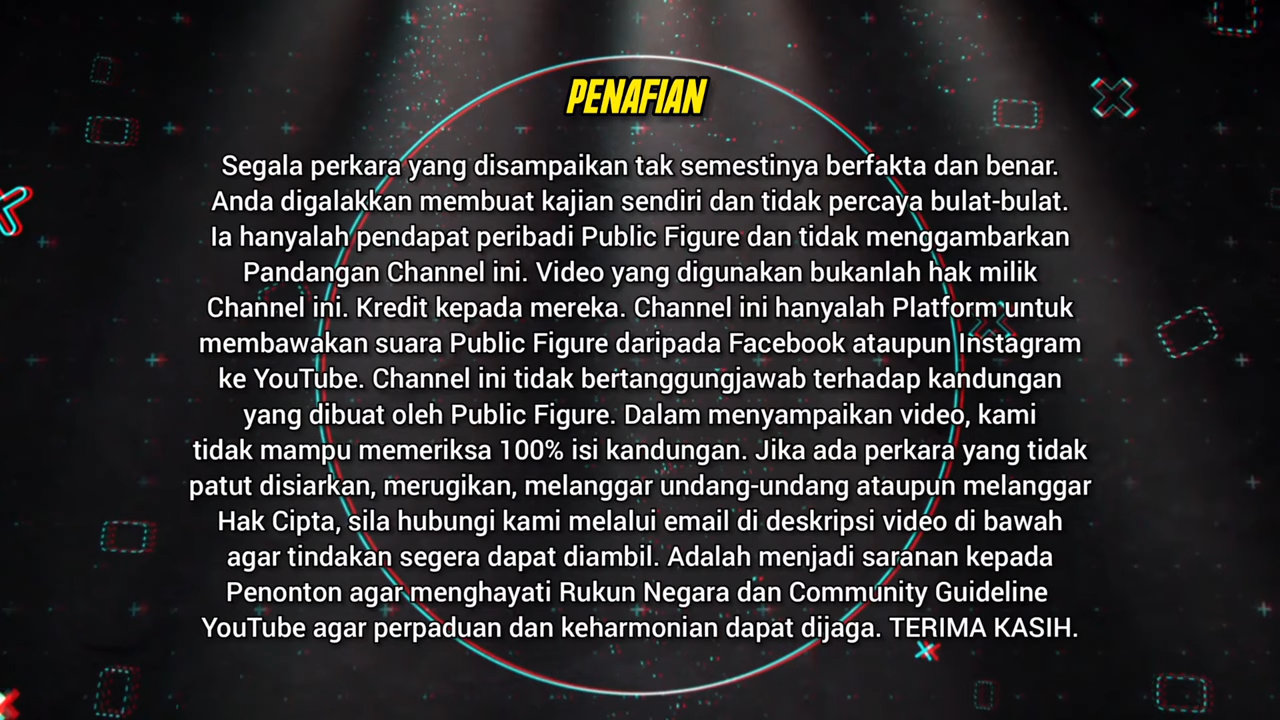 PENAFIAN
Segala perkara yang disampaikan tak semestinya berfakta dan benar.
Anda digalakkan membuat kajian sendiri dan tidak percaya bulat-bulat.
Ia hanyalah pendapat peribadi Public Figure dan tidak menggambarkan
Pandangan Channel ini. Video yang digunakan bukanlah hak milik
Channel ini. Kredit kepada mereka. Channel ini hanyalah Platform untuk
membawakan suara Public Figure daripada Facebook ataupun Instagram
ke YouTube. Channel ini tidak bertanggungjawab terhadap kandungan
yang dibuat oleh Public Figure. Dalam menyampaikan video, kami
tidak mampu memeriksa 100% isi kandungan. Jika ada perkara yang tidak
patut disiarkan, merugikan, melanggar undang-undang ataupun melanggar
Hak Cipta, sila hubungi kami melalui email di deskripsi video di bawah
agar tindakan segera dapat diambil. Adalah menjadi saranan kepada
Penonton agar menghayati Rukun Negara dan Community Guideline
YouTube agar perpaduan dan keharmonian dapat dijaga. TERIMA KASIH.